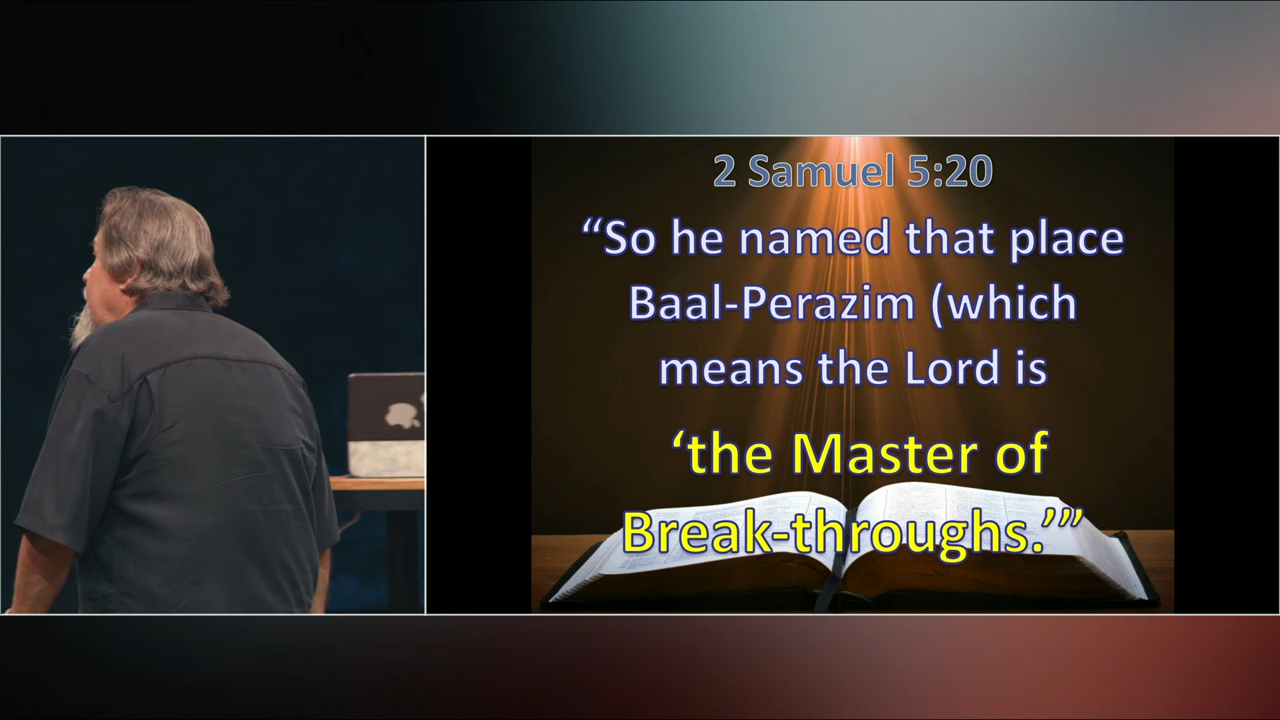 2 Samuel 5:20
“So he named that place
Baal-Perazim (which
means the Lord is
‘the Master of
Break-throughs.’”